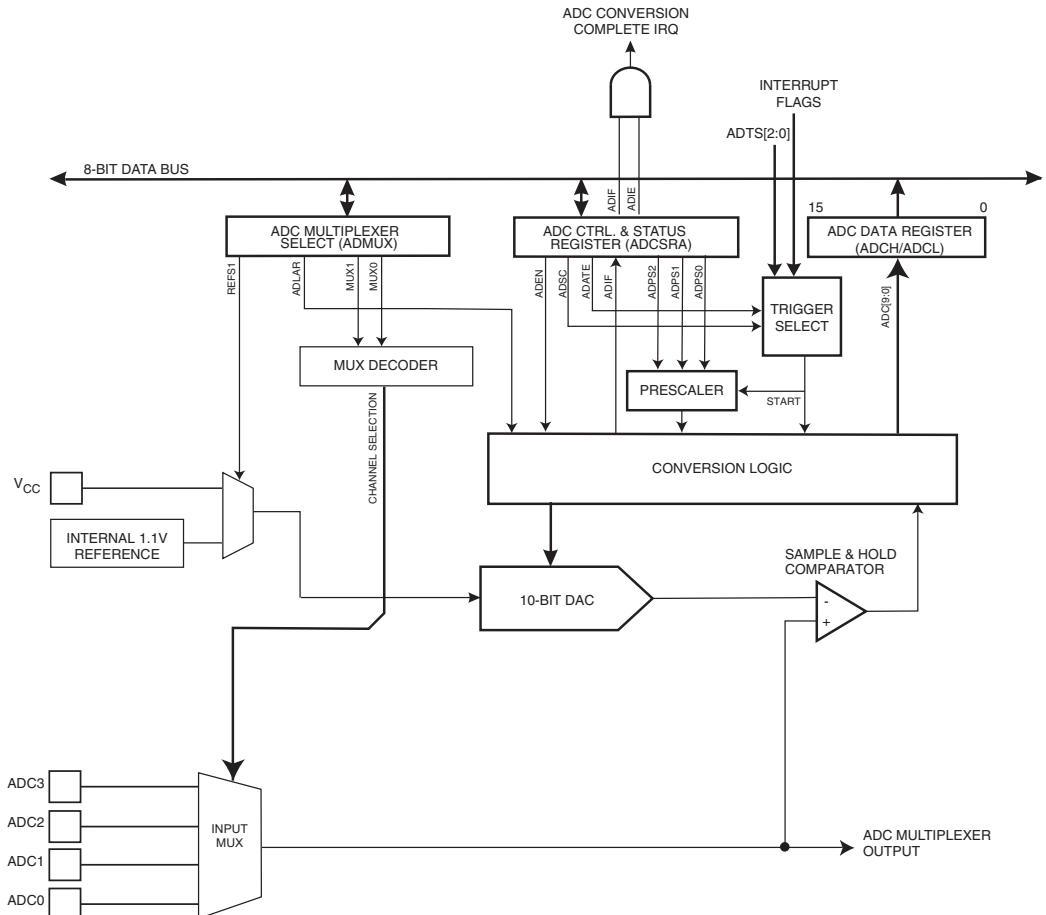 ADC CONVERSION
COMPLETE IRQ
INTERRUPT
FLAGS
ADTS[2:0]
8-BIT DATA BUS
ADIF
ADIE
15
0
ADC MULTIPLEXER
SELECT (ADMUX)
ADC CTRL. & STATUS
REGISTER (ADCSRA)
ADC DATA REGISTER
(ADCH/ADCL)
REFS1
ADLAR
MUX1
MUX0
ADEN
ADSC
ADATE
ADIF
ADPS2
ADPS1
ADPS0
ADC[9:0]
TRIGGER
SELECT
MUX DECODER
PRESCALER
START
CHANNEL SELECTION
CONVERSION LOGIC
VCC
INTERNAL 1.1V
REFERENCE
SAMPLE & HOLD
COMPARATOR
10-BIT DAC
-
+
ADC3
ADC2
ADC1
ADC0
INPUT
MUX
ADC MULTIPLEXER
OUTPUT